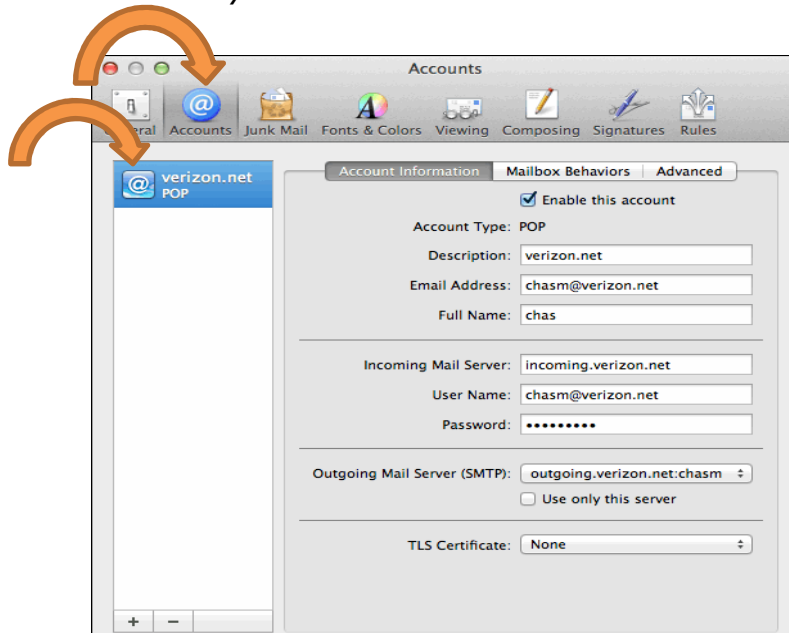 Accounts
Accounts Junk Mail Fonts & Colors Viewing Composing Signatures Rules
verizon.net
POP
Account Information Mailbox Behaviors Advanced
Enable this account
Account Type: POP
Description: verizon.net
Email Address: chasm@verizon.net
Full Name: chas
Incoming Mail Server: incoming.verizon.net
User Name: chasm@verizon.net
Password: •••••••••
Outgoing Mail Server (SMTP): outgoing.verizon.net:chasm
Use only this server
TLS Certificate: None
+ −